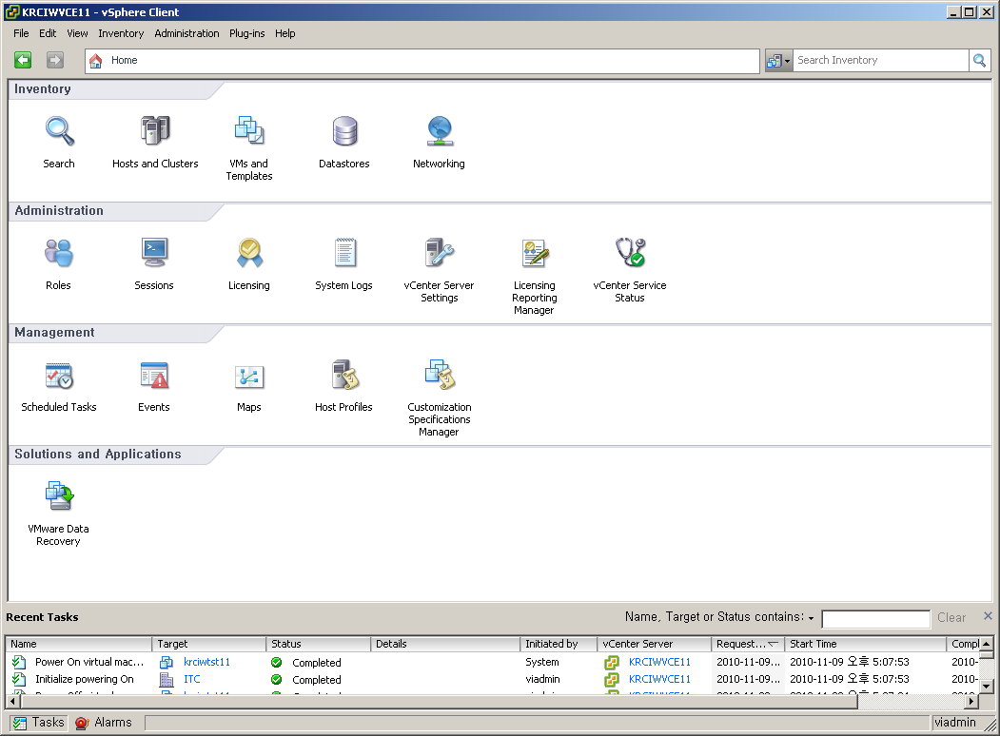 KRCIWVCE11 - vSphere Client
File Edit View Inventory Administration Plug-ins Help
Home
Search Inventory
Inventory
Search
Hosts and Clusters
VMs and
Templates
Datastores
Networking
Administration
Roles
Sessions
Licensing
System Logs
vCenter Server
Settings
Licensing
Reporting
Manager
vCenter Service
Status
Management
Scheduled Tasks
Events
Maps
Host Profiles
Customization
Specifications
Manager
Solutions and Applications
VMware Data
Recovery
Recent Tasks
Name, Target or Status contains:
Clear
Name Target Status Details Initiated by vCenter Server Request... Start Time Compl
Power On virtual mac... krciwtst11 Completed System KRCIWVCE11 2010-11-09... 2010-11-09 오후 5:07:53 2010-
Initialize powering On ITC Completed viadmin KRCIWVCE11 2010-11-09... 2010-11-09 오후 5:07:53 2010-
Tasks Alarms viadmin